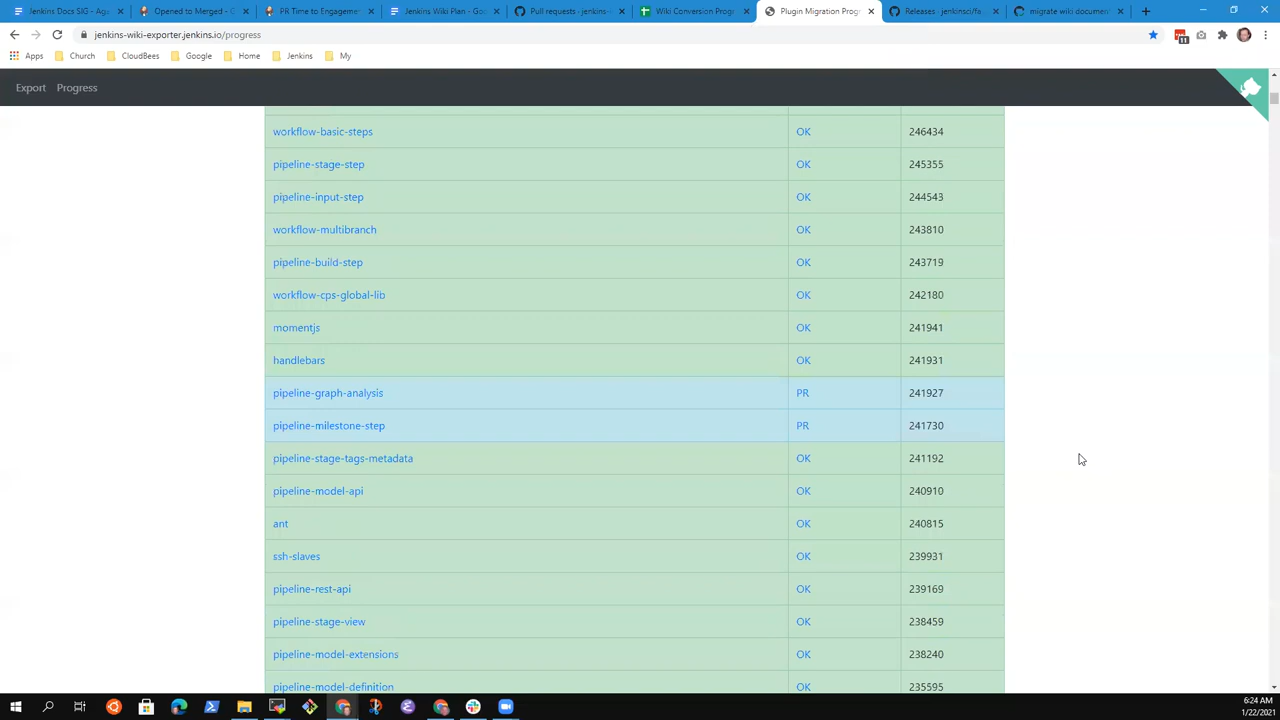 Jenkins Docs SIG - Ag
Opened to Merged - G
PR Time to Engageme
Jenkins Wiki Plan - Goo
Pull requests · jenkins-
Wiki Conversion Progr
Plugin Migration Prog
Releases · jenkinsci/fa
migrate wiki documen
jenkins-wiki-exporter.jenkins.io/progress
11
Apps Church CloudBees Google Home Jenkins My
Export Progress
workflow-basic-steps OK 246434
pipeline-stage-step OK 245355
pipeline-input-step OK 244543
workflow-multibranch OK 243810
pipeline-build-step OK 243719
workflow-cps-global-lib OK 242180
momentjs OK 241941
handlebars OK 241931
pipeline-graph-analysis PR 241927
pipeline-milestone-step PR 241730
pipeline-stage-tags-metadata OK 241192
pipeline-model-api OK 240910
ant OK 240815
ssh-slaves OK 239931
pipeline-rest-api OK 239169
pipeline-stage-view OK 238459
pipeline-model-extensions OK 238240
pipeline-model-definition OK 235595
6:24 AM
1/22/2021